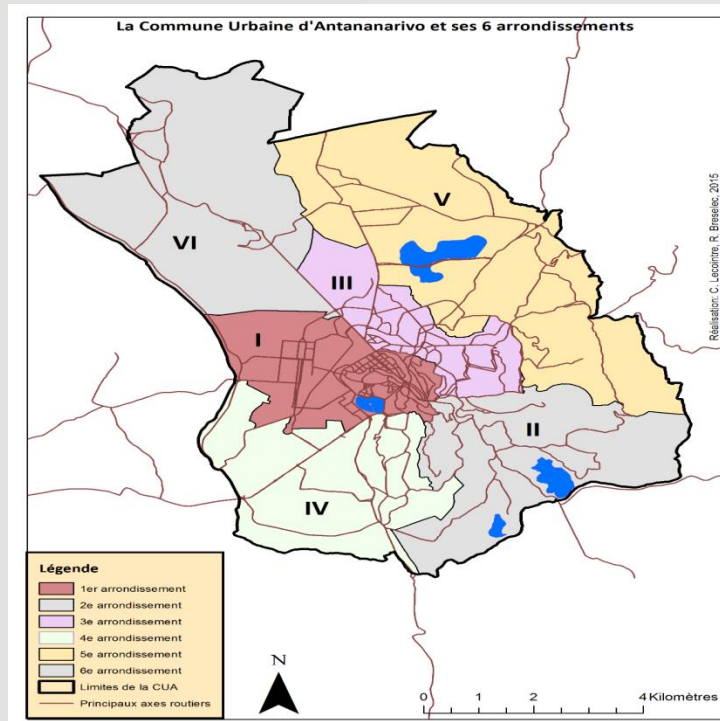 La Commune Urbaine d'Antananarivo et ses 6 arrondissements
V
VI
III
I
II
IV
Réalisation: C. Lecointre, R. Breselec, 2015
Légende
1er arrondissement
2e arrondissement
3e arrondissement
4e arrondissement
5e arrondissement
6e arrondissement
Limites de la CUA
Principaux axes routiers
N
0 1 2 4 Kilomètres